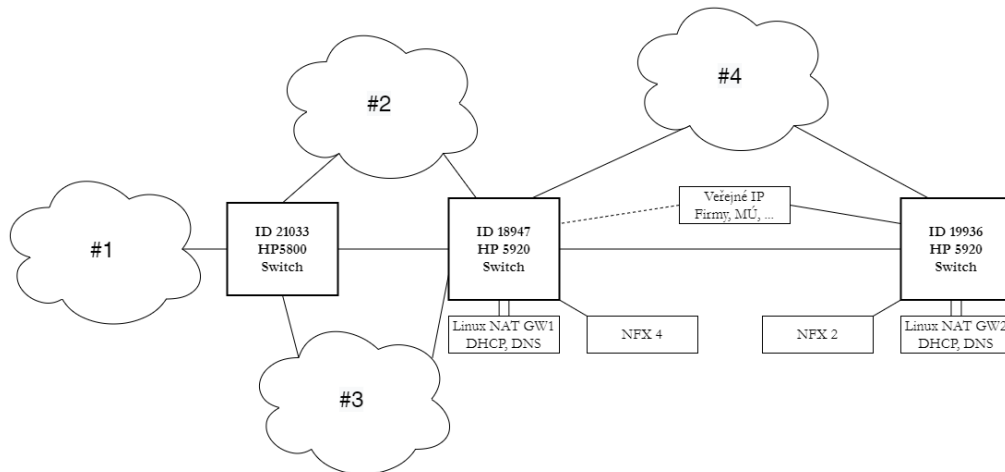 #4
#2
Veřejné IP
Firmy, MÚ, ...
#1
ID 21033
HP5800
Switch
ID 18947
HP 5920
Switch
ID 19936
HP 5920
Switch
Linux NAT GW1
DHCP, DNS
NFX 4
NFX 2
Linux NAT GW2
DHCP, DNS
#3